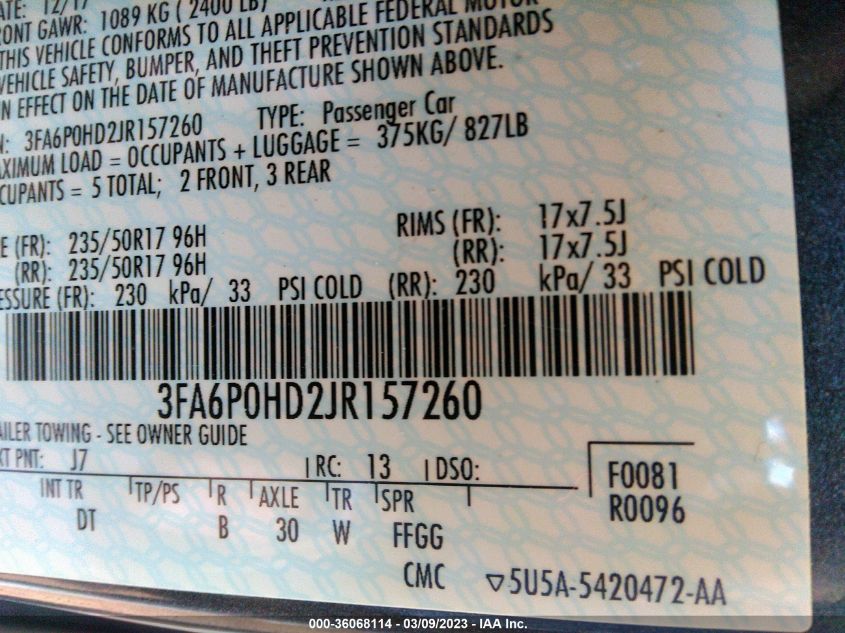 12/17
GAWR: 1089 KG ( 2400 LB)
THIS VEHICLE CONFORMS TO ALL APPLICABLE FEDERAL MOTOR
VEHICLE SAFETY, BUMPER, AND THEFT PREVENTION STANDARDS
IN EFFECT ON THE DATE OF MANUFACTURE SHOWN ABOVE.
3FA6P0HD2JR157260 TYPE: Passenger Car
LOAD = OCCUPANTS + LUGGAGE = 375KG/ 827LB
= 5 TOTAL; 2 FRONT, 3 REAR
(FR): 235/50R17 96H RIMS (FR): 17x7.5J
(RR): 235/50R17 96H (RR): 17x7.5J
(FR): 230 kPa/ 33 PSI COLD (RR): 230 kPa/ 33 PSI COLD
3FA6P0HD2JR157260
TOWING - SEE OWNER GUIDE
PNT: J7 RC: 13 DSO:
INT TR TP/PS R AXLE TR SPR
DT B 30 W FFGG
CMC
F0081
R0096
5U5A-5420472-AA
000-36068114 - 03/09/2023 - IAA Inc.